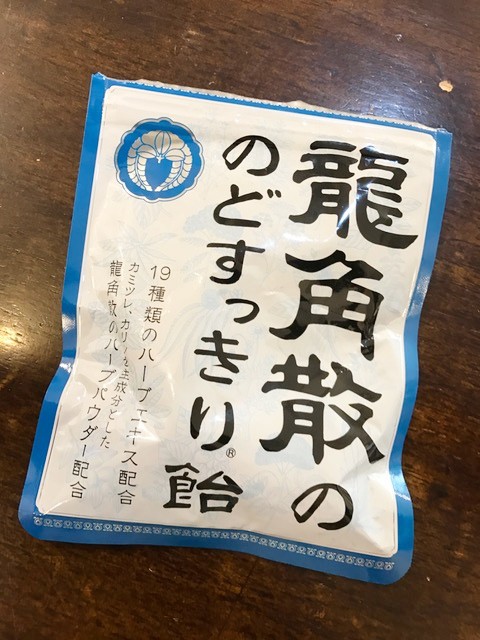 龍角散の
のどすっきり®飴
19種類のハーブエキス配合
カミツレ、カリンを主成分とした
龍角散のハーブパウダー配合